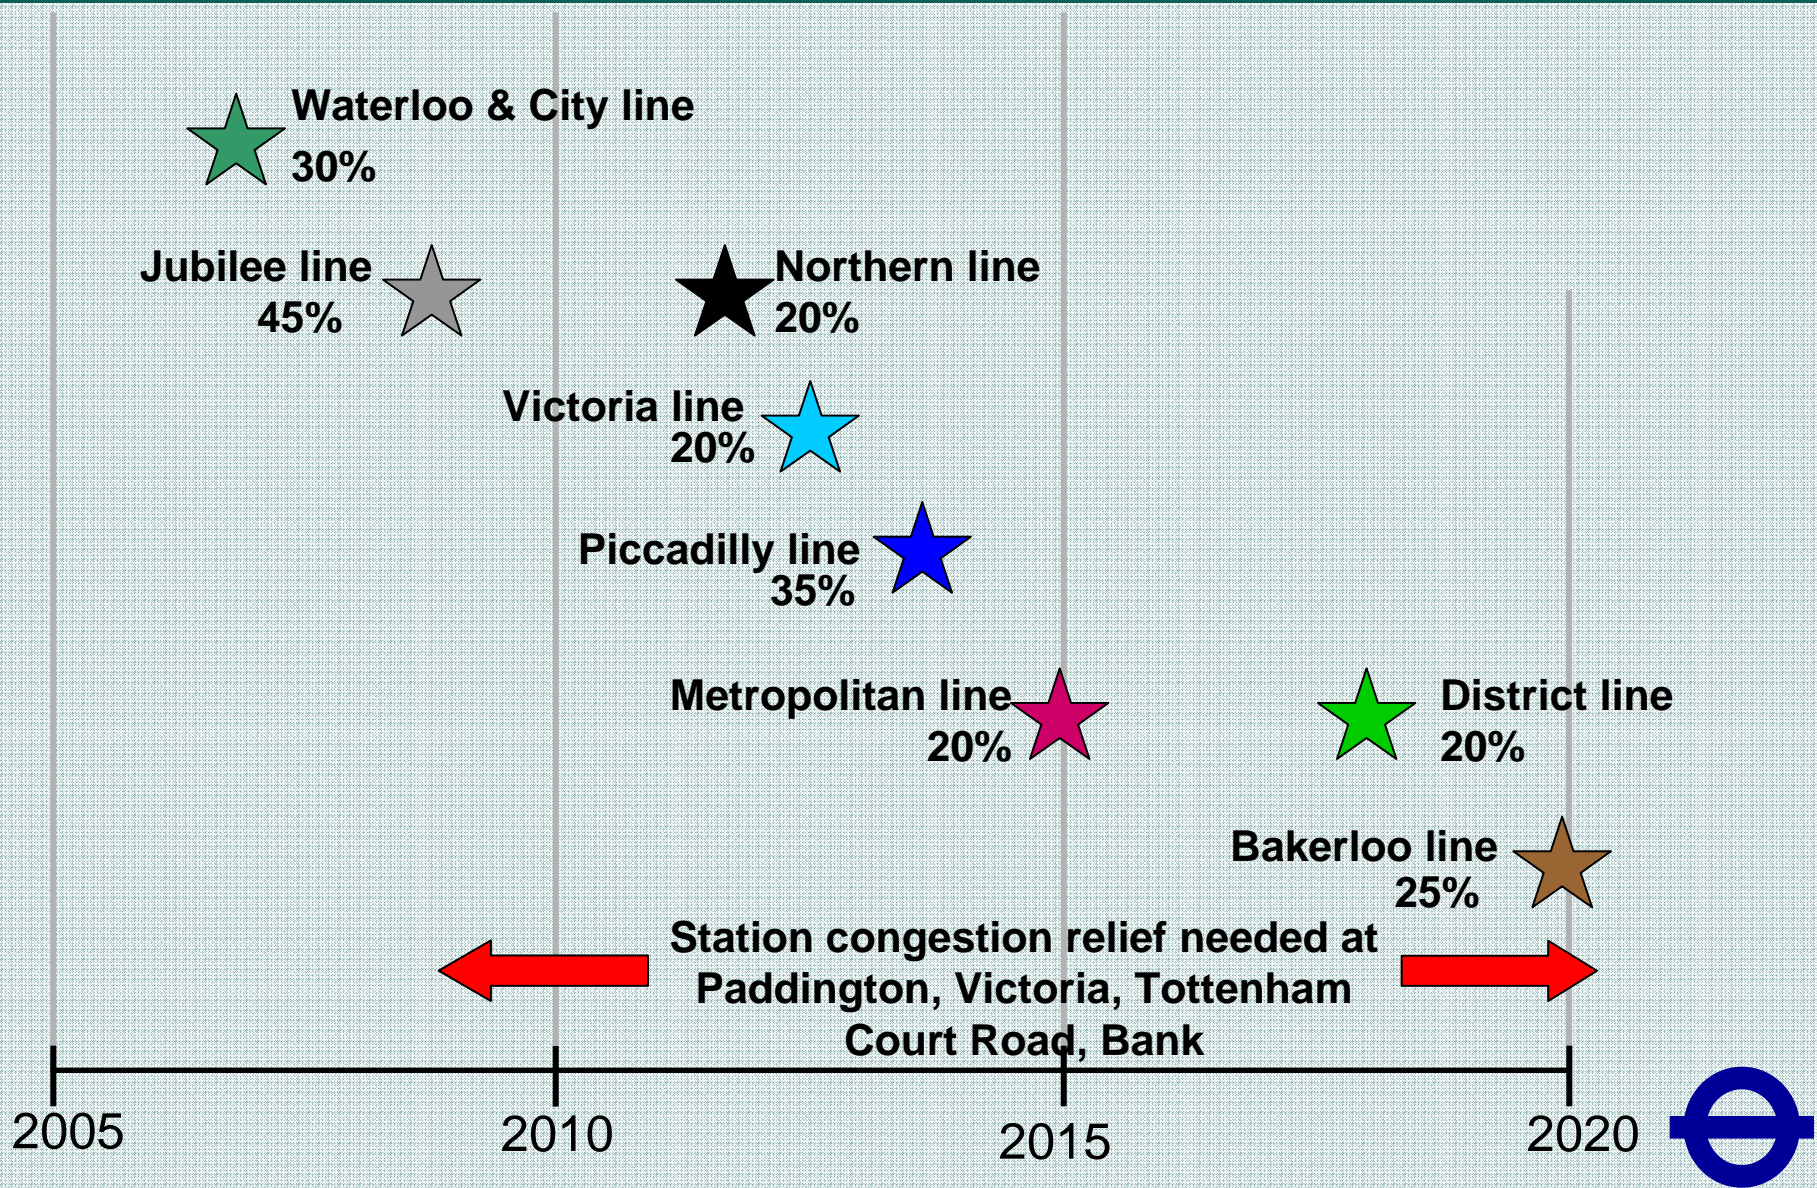 Waterloo & City line
30%
Jubilee line
45%
Northern line
20%
Victoria line
20%
Piccadilly line
35%
Metropolitan line
20%
District line
20%
Bakerloo line
25%
Station congestion relief needed at
Paddington, Victoria, Tottenham
Court Road, Bank
2005
2010
2015
2020